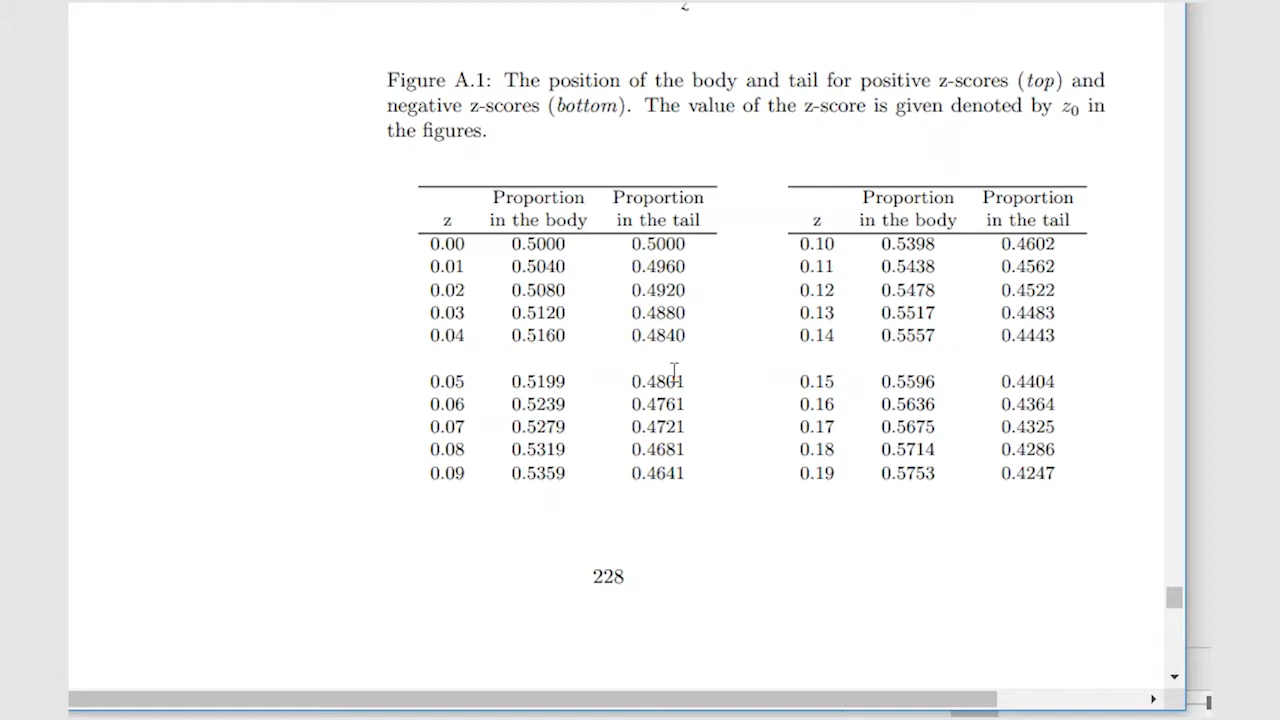 Figure A.1: The position of the body and tail for positive z-scores (top) and
negative z-scores (bottom). The value of the z-score is given denoted by z0 in
the figures.
Proportion Proportion
z in the body in the tail
0.00 0.5000 0.5000
0.01 0.5040 0.4960
0.02 0.5080 0.4920
0.03 0.5120 0.4880
0.04 0.5160 0.4840
0.05 0.5199 0.4801
0.06 0.5239 0.4761
0.07 0.5279 0.4721
0.08 0.5319 0.4681
0.09 0.5359 0.4641
Proportion Proportion
z in the body in the tail
0.10 0.5398 0.4602
0.11 0.5438 0.4562
0.12 0.5478 0.4522
0.13 0.5517 0.4483
0.14 0.5557 0.4443
0.15 0.5596 0.4404
0.16 0.5636 0.4364
0.17 0.5675 0.4325
0.18 0.5714 0.4286
0.19 0.5753 0.4247
228